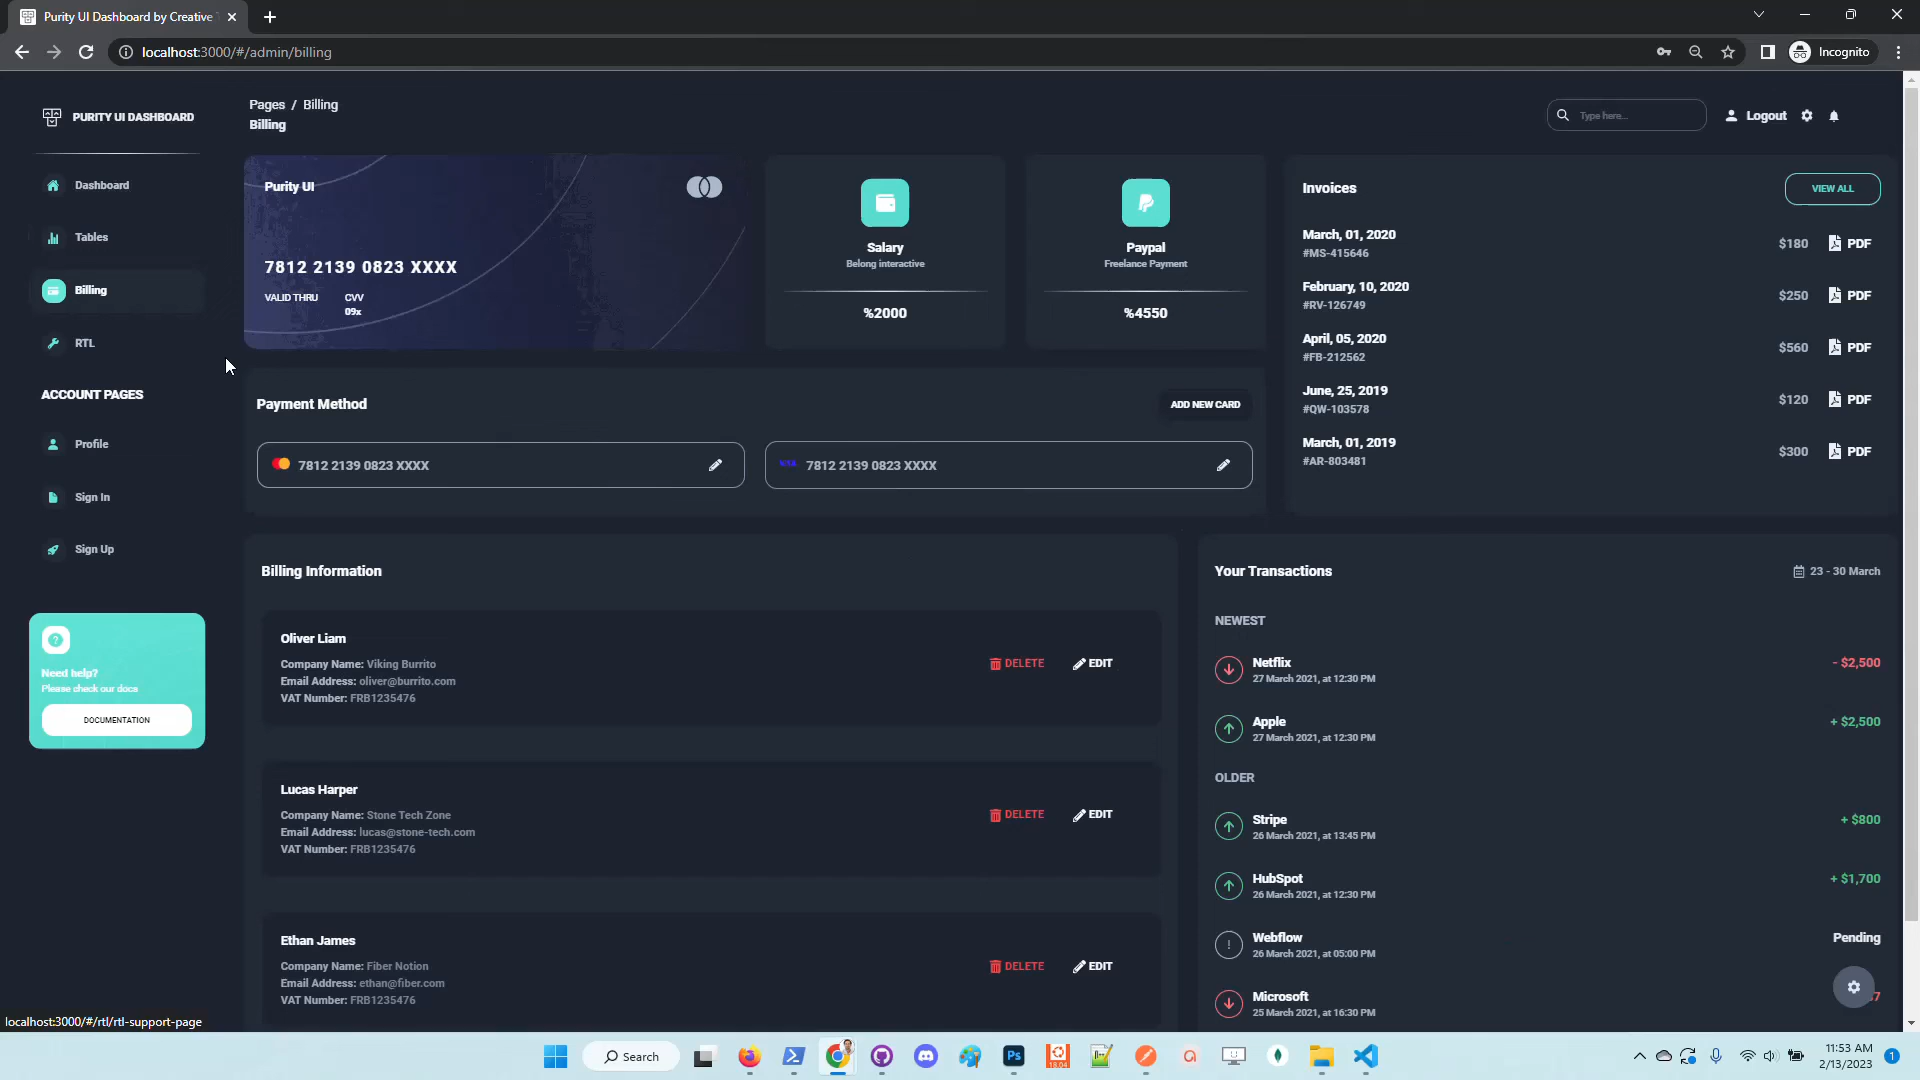 Purity UI Dashboard by Creative T
localhost:3000/#/admin/billing
Incognito
PURITY UI DASHBOARD
Dashboard
Tables
Billing
RTL
ACCOUNT PAGES
Profile
Sign In
Sign Up
Need help?
Please check our docs
DOCUMENTATION
Pages / Billing
Billing
Type here...
Logout
Purity UI
7812 2139 0823 XXXX
VALID THRU
CVV
09x
Salary
Belong interactive
%2000
Paypal
Freelance Payment
%4550
Invoices
VIEW ALL
March, 01, 2020
#MS-415646
$180 PDF
February, 10, 2020
#RV-126749
$250 PDF
April, 05, 2020
#FB-212562
$560 PDF
June, 25, 2019
#QW-103578
$120 PDF
March, 01, 2019
#AR-803481
$300 PDF
Payment Method
ADD NEW CARD
7812 2139 0823 XXXX
VISA 7812 2139 0823 XXXX
Billing Information
Oliver Liam
Company Name: Viking Burrito
Email Address: oliver@burrito.com
VAT Number: FRB1235476
DELETE EDIT
Lucas Harper
Company Name: Stone Tech Zone
Email Address: lucas@stone-tech.com
VAT Number: FRB1235476
DELETE EDIT
Ethan James
Company Name: Fiber Notion
Email Address: ethan@fiber.com
VAT Number: FRB1235476
DELETE EDIT
Your Transactions
23 - 30 March
NEWEST
Netflix
27 March 2021, at 12:30 PM
- $2,500
Apple
27 March 2021, at 12:30 PM
+ $2,500
OLDER
Stripe
26 March 2021, at 13:45 PM
+ $800
HubSpot
26 March 2021, at 12:30 PM
+ $1,700
Webflow
26 March 2021, at 05:00 PM
Pending
Microsoft
25 March 2021, at 16:30 PM
7
localhost:3000/#/rtl/rtl-support-page
Search
Ps
18.04
11:53 AM
2/13/2023
1